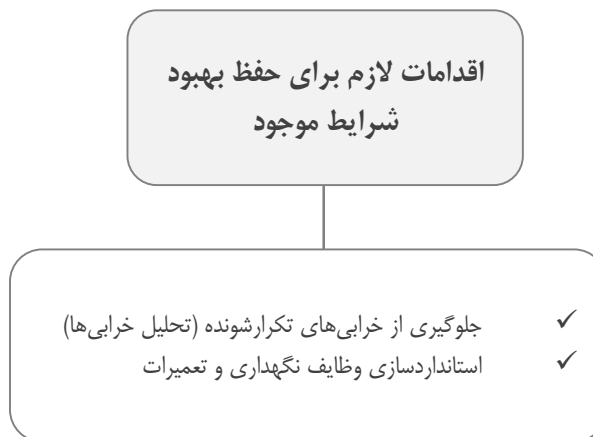 اقدامات لازم برای حفظ بهبود
شرایط موجود
✓ جلوگیری از خرابی‌های تکرارشونده (تحلیل خرابی‌ها)
✓ استانداردسازی وظایف نگهداری و تعمیرات